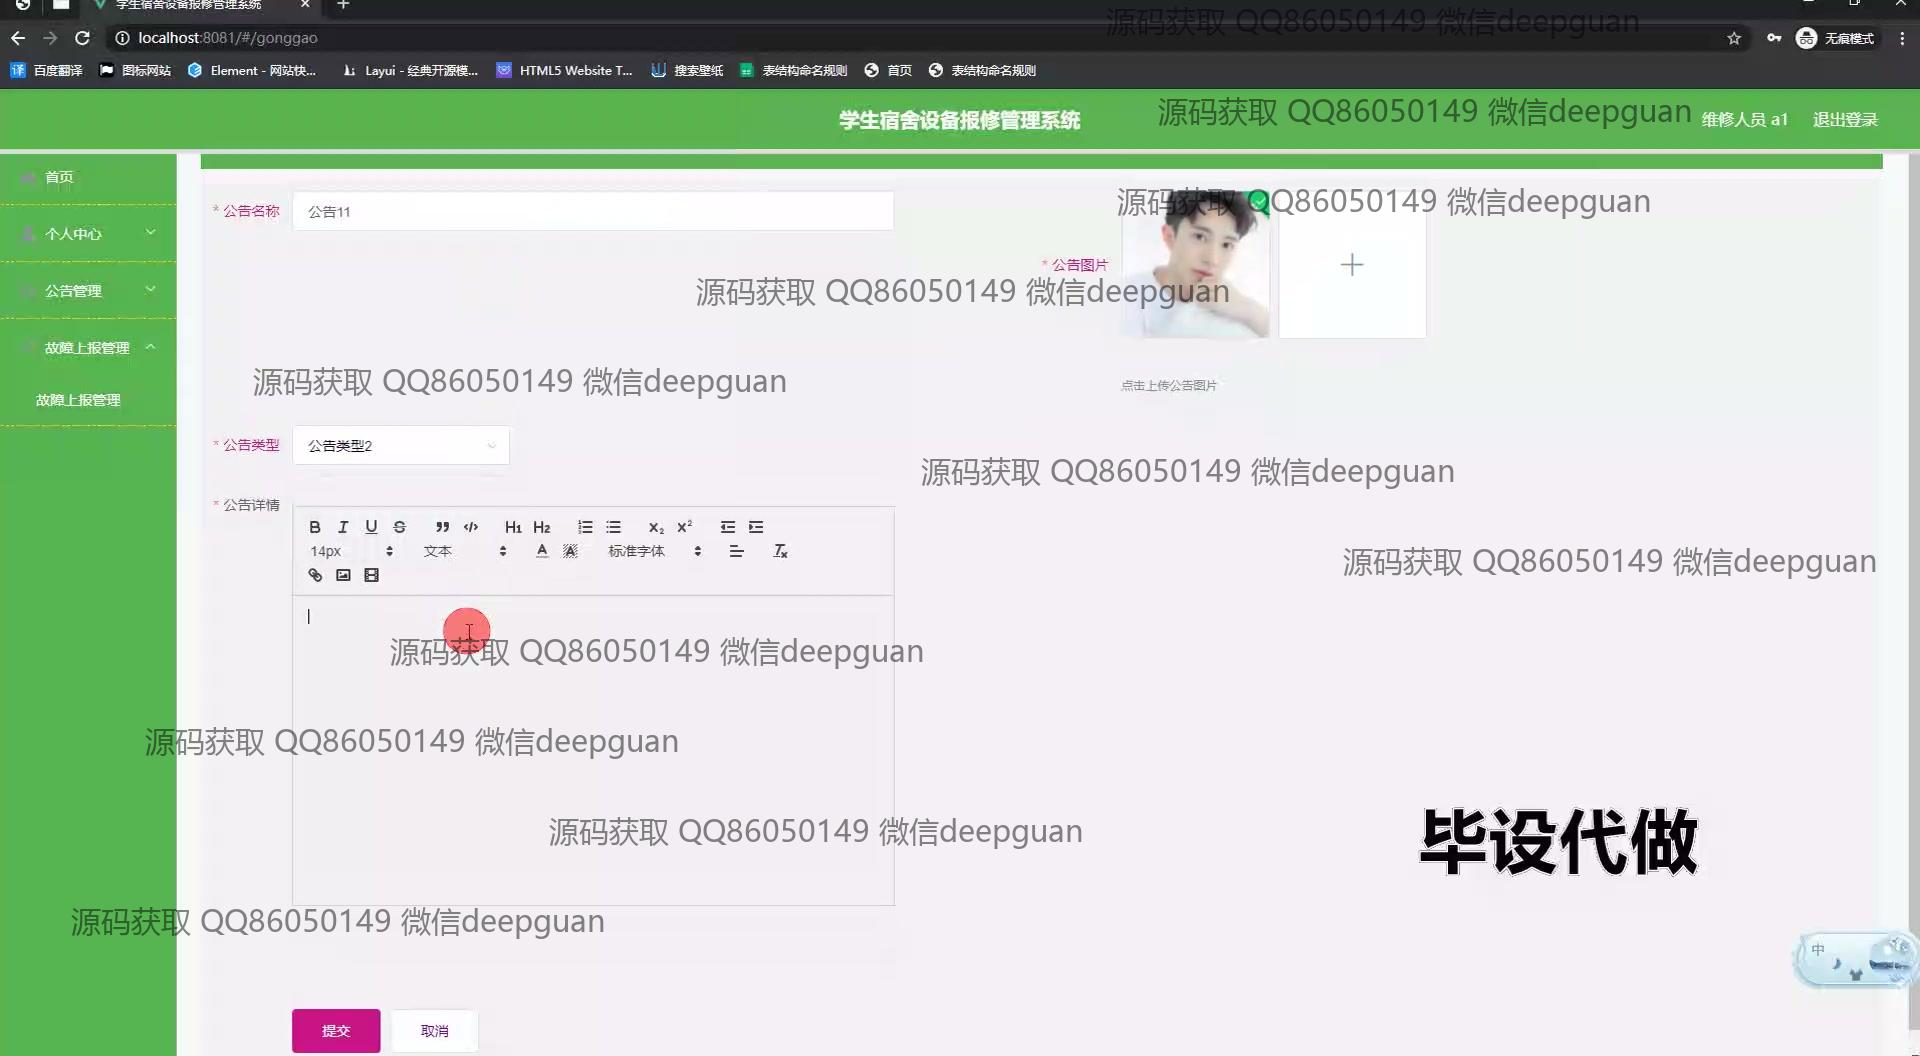 学生宿舍设备报修管理系统
源码获取 QQ86050149 微信deepguan
localhost:8081/#/gonggao
无痕模式
百度翻译
图标网站
Element - 网站快...
Layui - 经典开源模...
HTML5 Website T...
搜索壁纸
表结构命名规则
首页
表结构命名规则
学生宿舍设备报修管理系统
源码获取 QQ86050149 微信deepguan
维修人员 a1
退出登录
首页
个人中心
公告管理
故障上报管理
故障上报管理
* 公告名称
公告11
源码获取 QQ86050149 微信deepguan
* 公告图片
源码获取 QQ86050149 微信deepguan
点击上传公告图片
源码获取 QQ86050149 微信deepguan
* 公告类型
公告类型2
源码获取 QQ86050149 微信deepguan
* 公告详情
B I U S ” </> H1 H2 x2 x2
14px 文本 A A 标准字体 Tx
源码获取 QQ86050149 微信deepguan
源码获取 QQ86050149 微信deepguan
源码获取 QQ86050149 微信deepguan
源码获取 QQ86050149 微信deepguan
毕设代做
源码获取 QQ86050149 微信deepguan
中
提交
取消